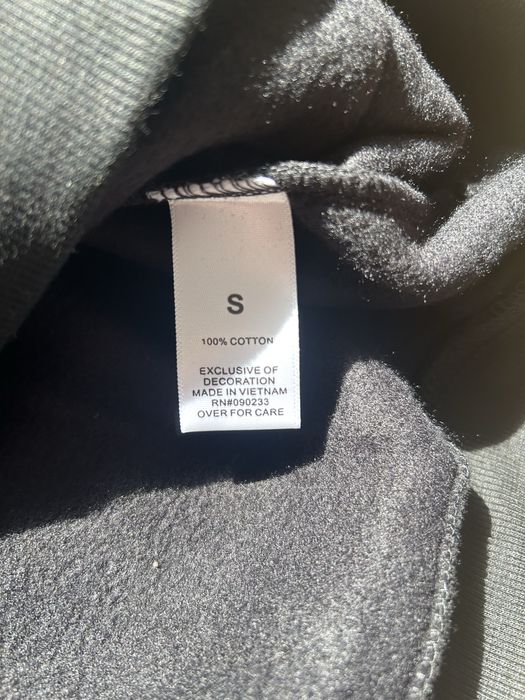 S
100% COTTON
EXCLUSIVE OF
DECORATION
MADE IN VIETNAM
RN#090233
OVER FOR CARE